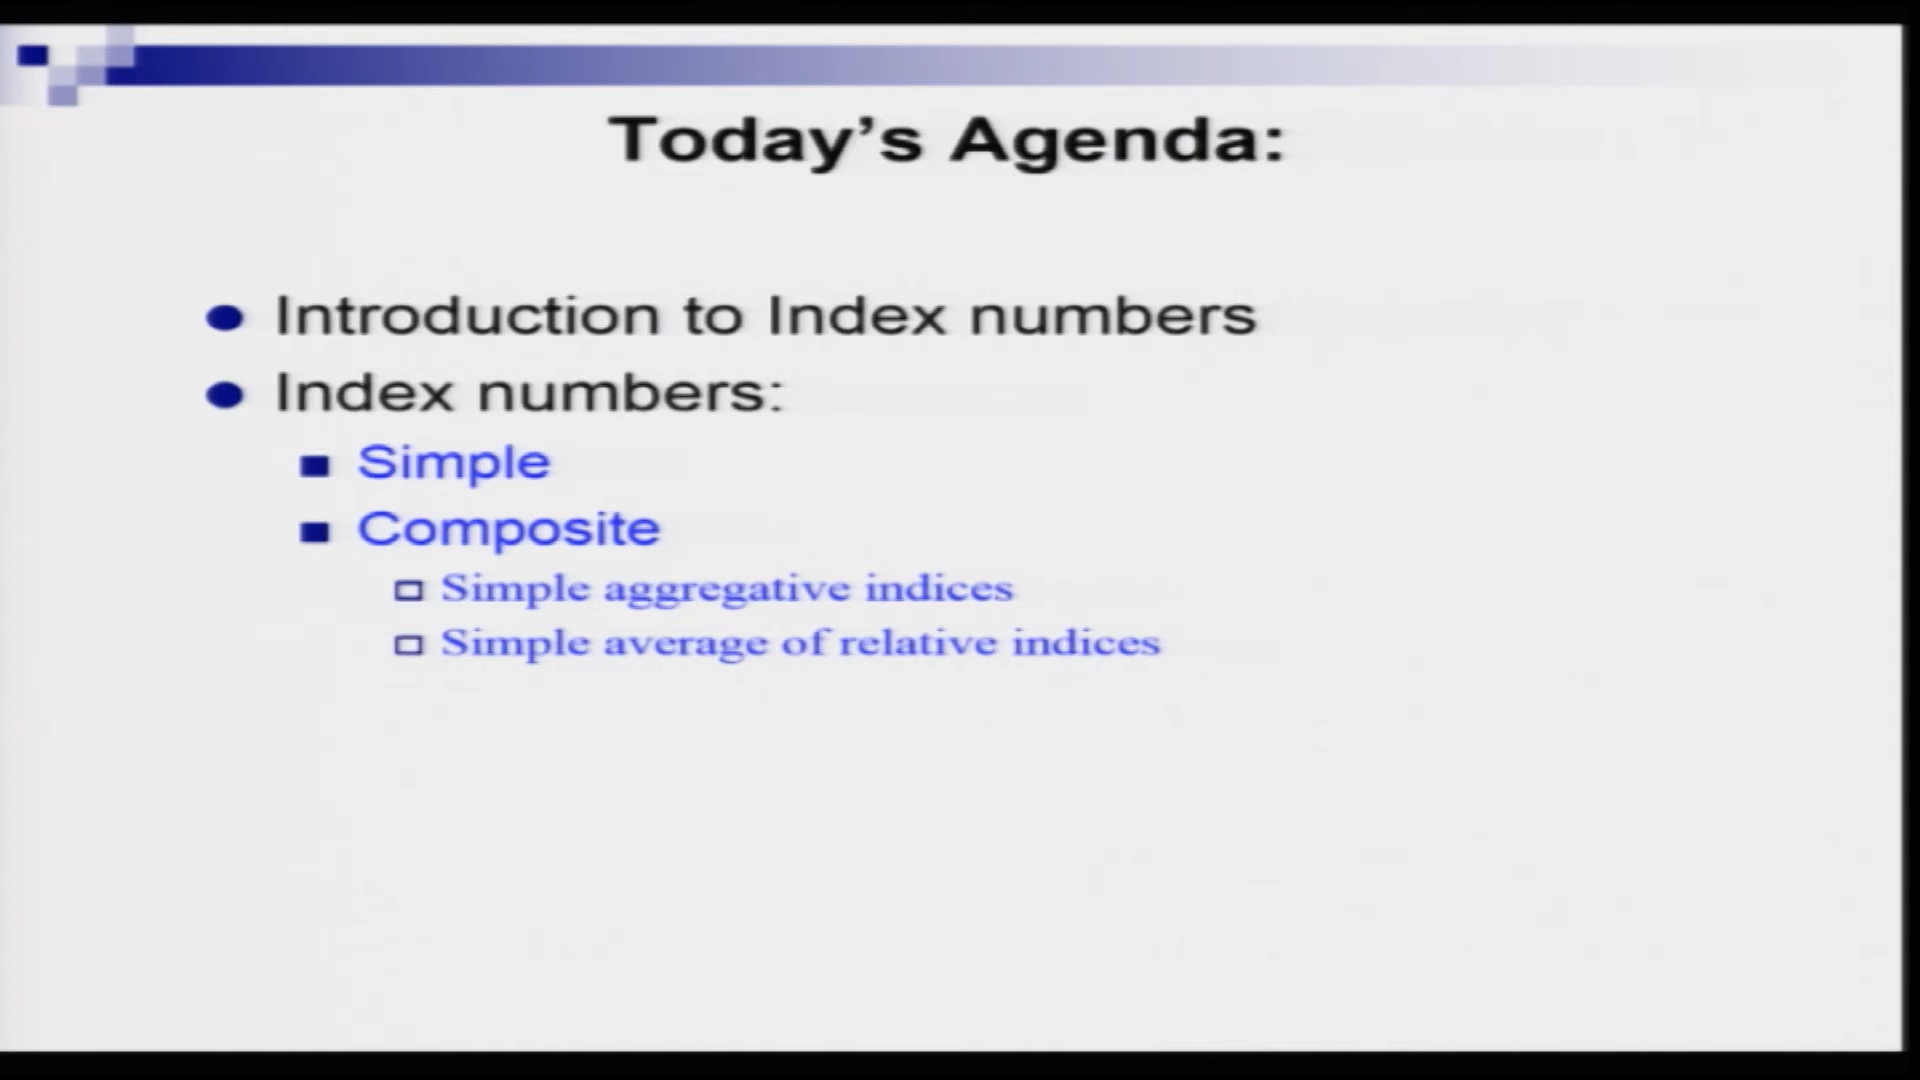 Today’s Agenda:
Introduction to Index numbers
Index numbers:
Simple
Composite
Simple aggregative indices
Simple average of relative indices